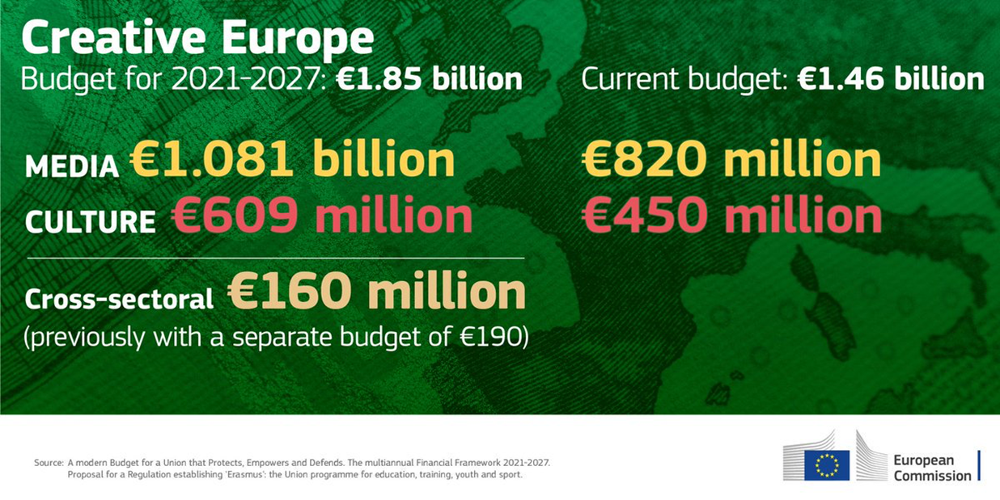 Creative Europe
Budget for 2021-2027: €1.85 billion
Current budget: €1.46 billion
MEDIA €1.081 billion
€820 million
CULTURE €609 million
€450 million
Cross-sectoral €160 million
(previously with a separate budget of €190)
Source: A modern Budget for a Union that Protects, Empowers and Defends. The multiannual Financial Framework 2021-2027.
Proposal for a Regulation establishing 'Erasmus': the Union programme for education, training, youth and sport.
European
Commission